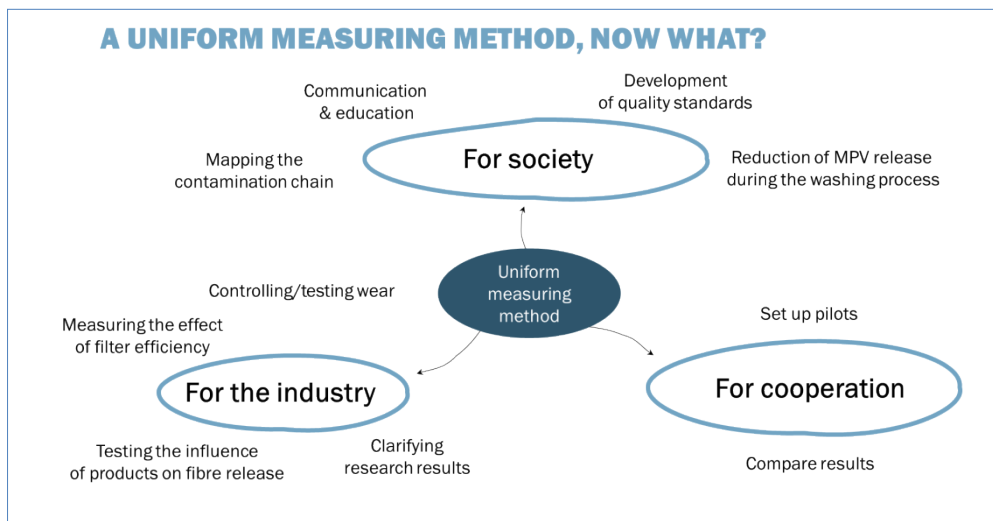 A UNIFORM MEASURING METHOD, NOW WHAT?
Communication
& education
Development
of quality standards
Mapping the
contamination chain
For society
Reduction of MPV release
during the washing process
Uniform
measuring
method
Controlling/testing wear
Measuring the effect
of filter efficiency
For the industry
Testing the influence
of products on fibre release
Clarifying
research results
Set up pilots
For cooperation
Compare results